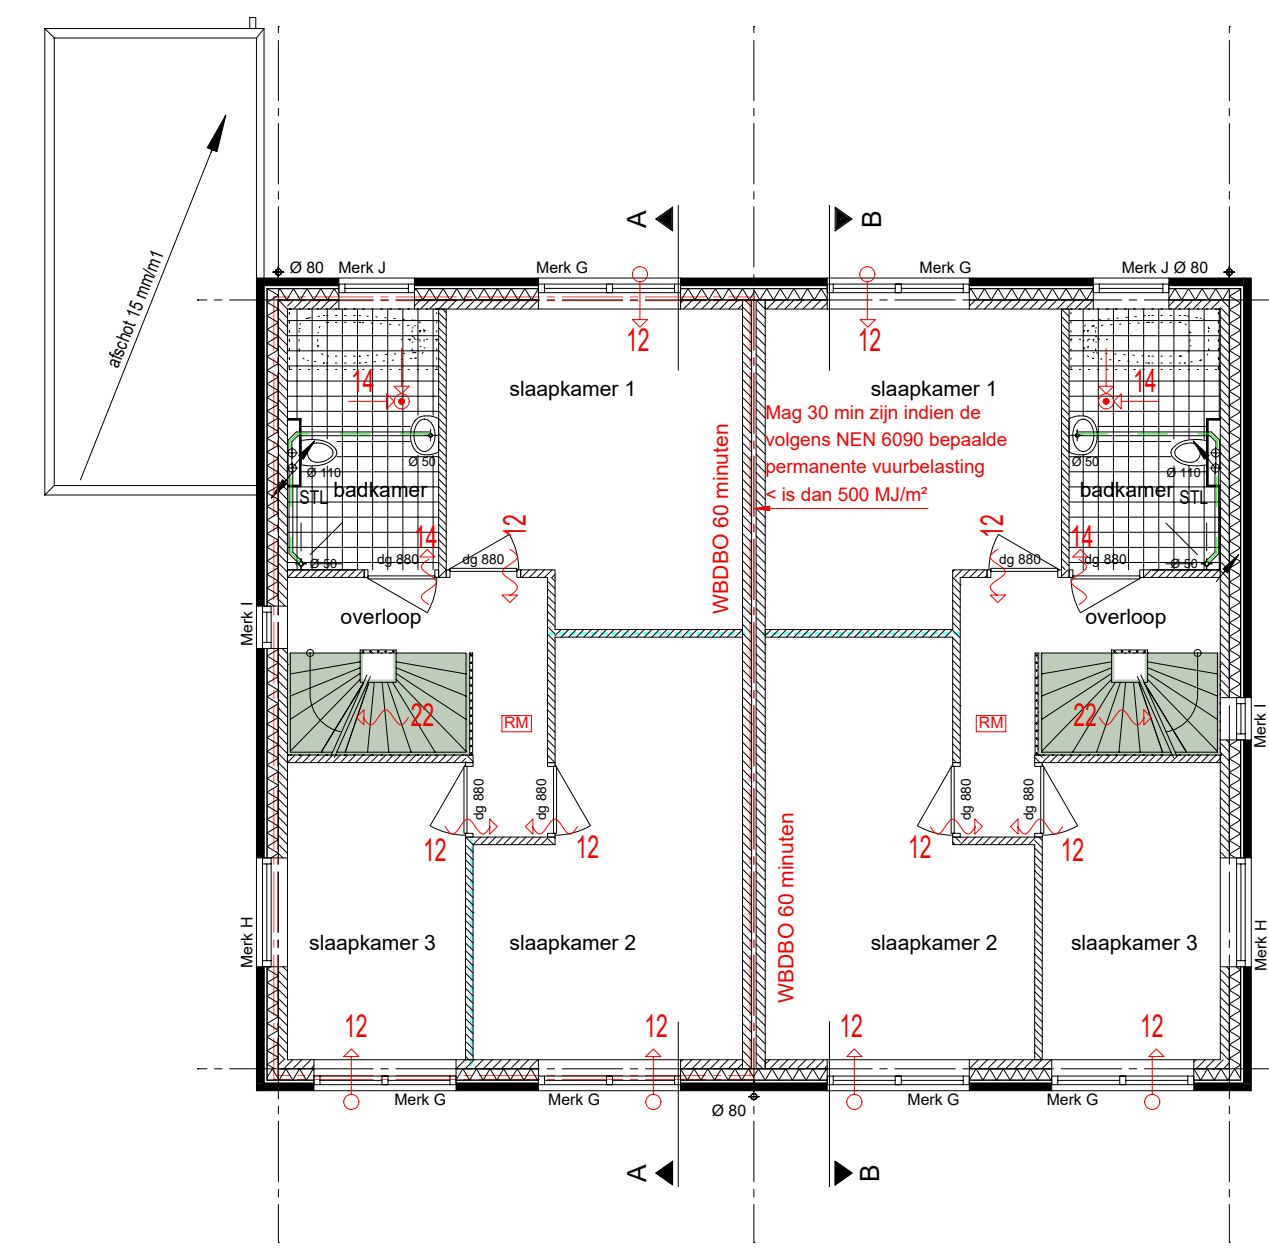 A
B
Ø 80
Merk J
Merk G
Merk G
Merk J
Ø 80
afschot 15 mm/m1
12
12
slaapkamer 1
slaapkamer 1
14
14
Mag 30 min zijn indien de
volgens NEN 6090 bepaalde
permanente vuurbelasting
< is dan 500 MJ/m²
WBDBO 60 minuten
Ø 50
Ø 110
badkamer
STL
Ø 50
Ø 110
badkamer
STL
Ø 50
14
dg 880
dg 880
12
12
dg 880
14
dg 880
Ø 50
overloop
overloop
Merk I
22
RM
RM
22
Merk I
dg 880
dg 880
dg 880
dg 880
12
12
12
12
WBDBO 60 minuten
Merk H
slaapkamer 3
slaapkamer 2
slaapkamer 2
slaapkamer 3
Merk H
12
12
12
12
Merk G
Merk G
Ø 80
Merk G
Merk G
A
B